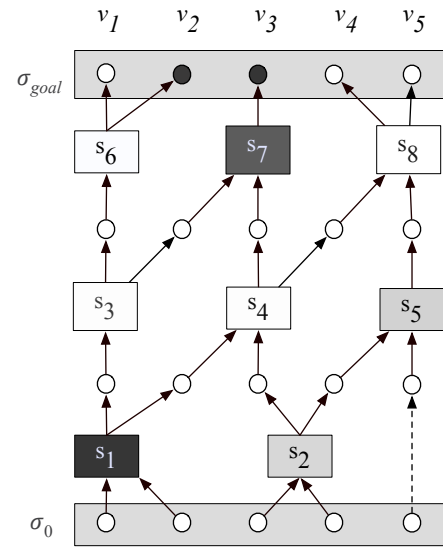 v1 v2 v3 v4 v5
σgoal
s6 s7 s8
s3 s4 s5
s1 s2
σ0